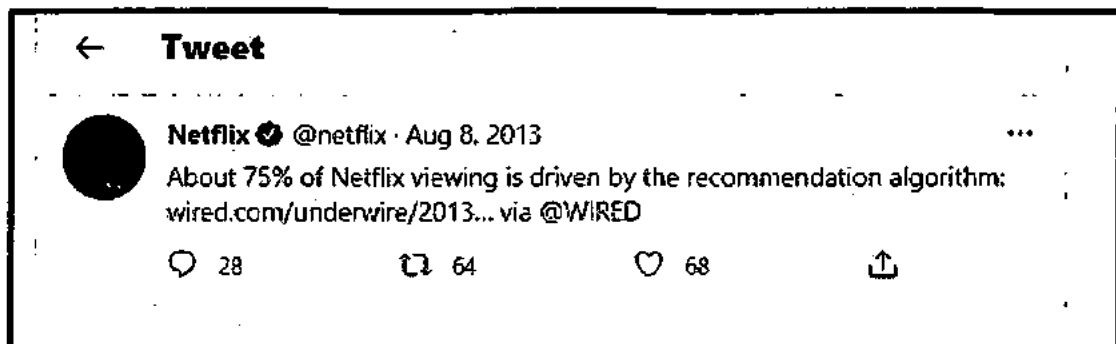 ← Tweet
Netflix @netflix · Aug 8, 2013
About 75% of Netflix viewing is driven by the recommendation algorithm:
wired.com/underwire/2013... via @WIRED
28 64 68